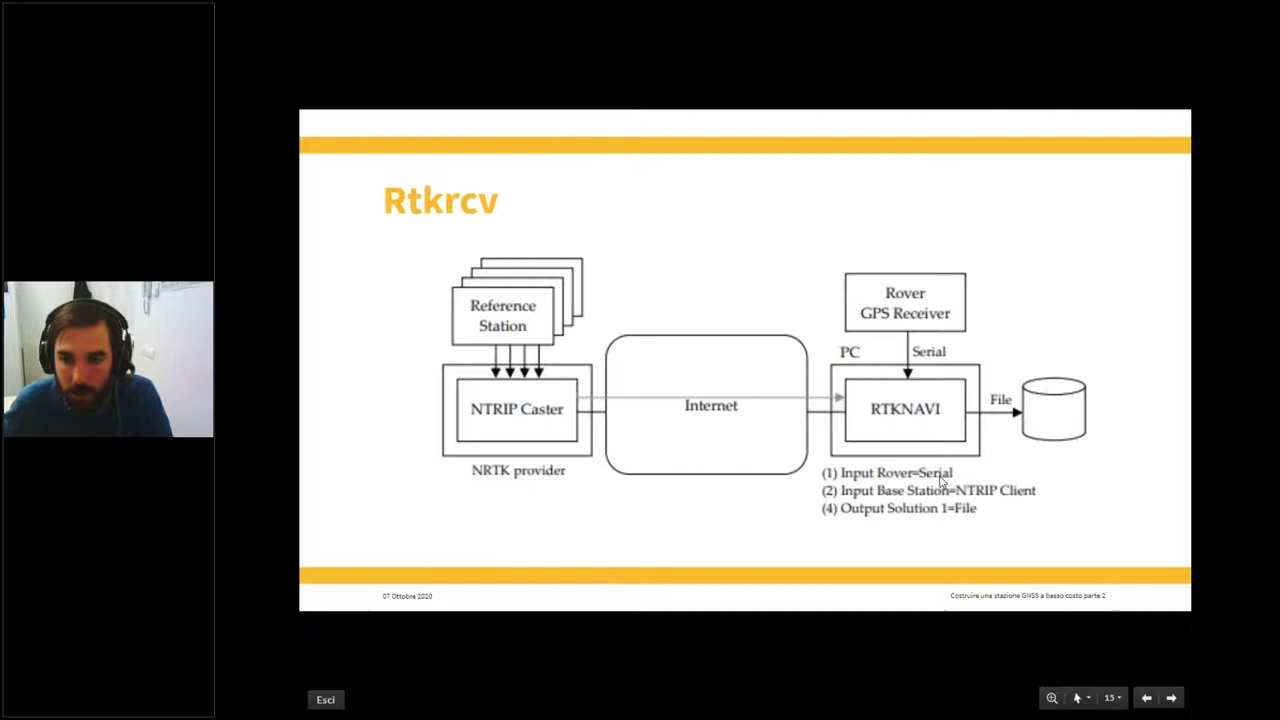 Rtkrcv
Reference
Station
NTRIP Caster
NRTK provider
Internet
Rover
GPS Receiver
PC
Serial
RTKNAVI
File
(1) Input Rover=Serial
(2) Input Base Station=NTRIP Client
(4) Output Solution 1=File
07 Ottobre 2020
Costruire una stazione GNSS a basso costo parte 2
Esci
15